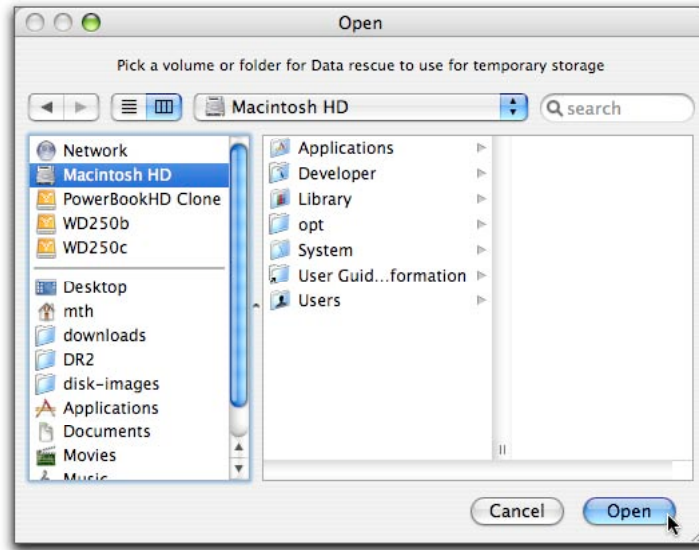 Open
Pick a volume or folder for Data rescue to use for temporary storage
Macintosh HD
search
Network
Macintosh HD
PowerBookHD Clone
WD250b
WD250c
Desktop
mth
downloads
DR2
disk-images
Applications
Documents
Movies
Music
Applications
Developer
Library
opt
System
User Guid...formation
Users
Cancel
Open